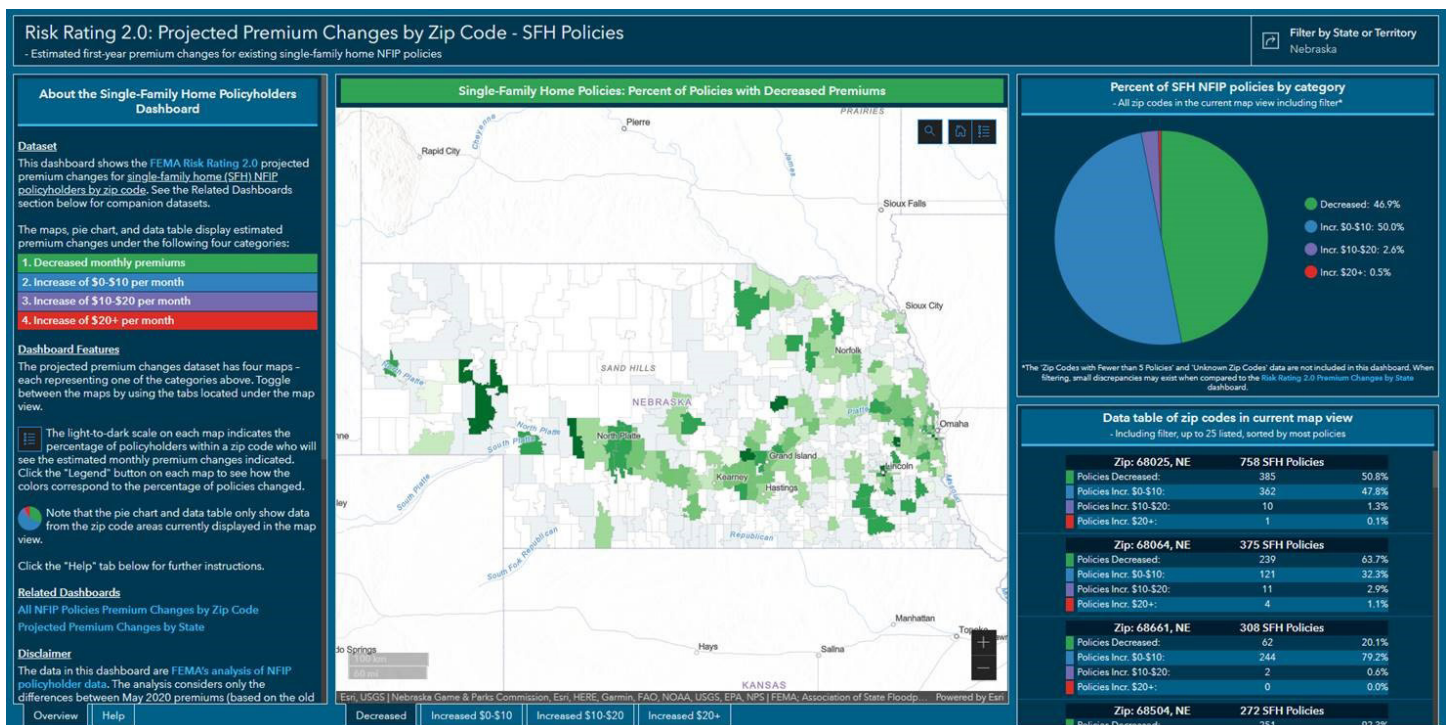 Risk Rating 2.0: Projected Premium Changes by Zip Code - SFH Policies
- Estimated first-year premium changes for existing single-family home NFIP policies
Filter by State or Territory
Nebraska
About the Single-Family Home Policyholders
Dashboard
Dataset
This dashboard shows the FEMA Risk Rating 2.0 projected
premium changes for single-family home (SFH) NFIP
policyholders by zip code. See the Related Dashboards
section below for companion datasets.
The maps, pie chart, and data table display estimated
premium changes under the following four categories:
1. Decreased monthly premiums
2. Increase of $0-$10 per month
3. Increase of $10-$20 per month
4. Increase of $20+ per month
Dashboard Features
The projected premium changes dataset has four maps –
each representing one of the categories above. Toggle
between the maps by using the tabs located under the map
view.
The light-to-dark scale on each map indicates the
percentage of policyholders within a zip code who will
see the estimated monthly premium changes indicated.
Click the "Legend" button on each map to see how the
colors correspond to the percentage of policies changed.
Note that the pie chart and data table only show data
from the zip code areas currently displayed in the map
view.
Click the "Help" tab below for further instructions.
Related Dashboards
All NFIP Policies Premium Changes by Zip Code
Projected Premium Changes by State
Disclaimer
The data in this dashboard are FEMA's analysis of NFIP
policyholder data. The analysis considers only the
differences between May 2020 premiums (based on the old
Overview
Help
Single-Family Home Policies: Percent of Policies with Decreased Premiums
PRAIRIES
Pierre
Cheyenne
Rapid City
James
Sioux Falls
Sioux City
Norfolk
SAND HILLS
North Platte
NEBRASKA
Platte
Omaha
North Platte
North Platte
South Platte
Grand Island
Lincoln
Kearney
Hastings
South Platte
Republican
South Fork Republican
Manhattan
Hays
Salina
KANSAS
do Springs
100 km
60 mi
Esri, USGS | Nebraska Game & Parks Commission, Esri, HERE, Garmin, FAO, NOAA, USGS, EPA, NPS | FEMA; Association of State Floodp...
Powered by Esri
Decreased
Increased $0-$10
Increased $10-$20
Increased $20+
Percent of SFH NFIP policies by category
- All zip codes in the current map view including filter*
Decreased: 46.9%
Incr. $0-$10: 50.0%
Incr. $10-$20: 2.6%
Incr. $20+: 0.5%
*The 'Zip Codes with Fewer than 5 Policies' and 'Unknown Zip Codes' data are not included in this dashboard. When
filtering, small discrepancies may exist when compared to the Risk Rating 2.0 Premium Changes by State
dashboard.
Data table of zip codes in current map view
- Including filter, up to 25 listed, sorted by most policies
Zip: 68025, NE 758 SFH Policies
Policies Decreased: 385 50.8%
Policies Incr. $0-$10: 362 47.8%
Policies Incr. $10-$20: 10 1.3%
Policies Incr. $20+: 1 0.1%
Zip: 68064, NE 375 SFH Policies
Policies Decreased: 239 63.7%
Policies Incr. $0-$10: 121 32.3%
Policies Incr. $10-$20: 11 2.9%
Policies Incr. $20+: 4 1.1%
Zip: 68661, NE 308 SFH Policies
Policies Decreased: 62 20.1%
Policies Incr. $0-$10: 244 79.2%
Policies Incr. $10-$20: 2 0.6%
Policies Incr. $20+: 0 0.0%
Zip: 68504, NE 272 SFH Policies
Policies Decreased: 251 92.3%